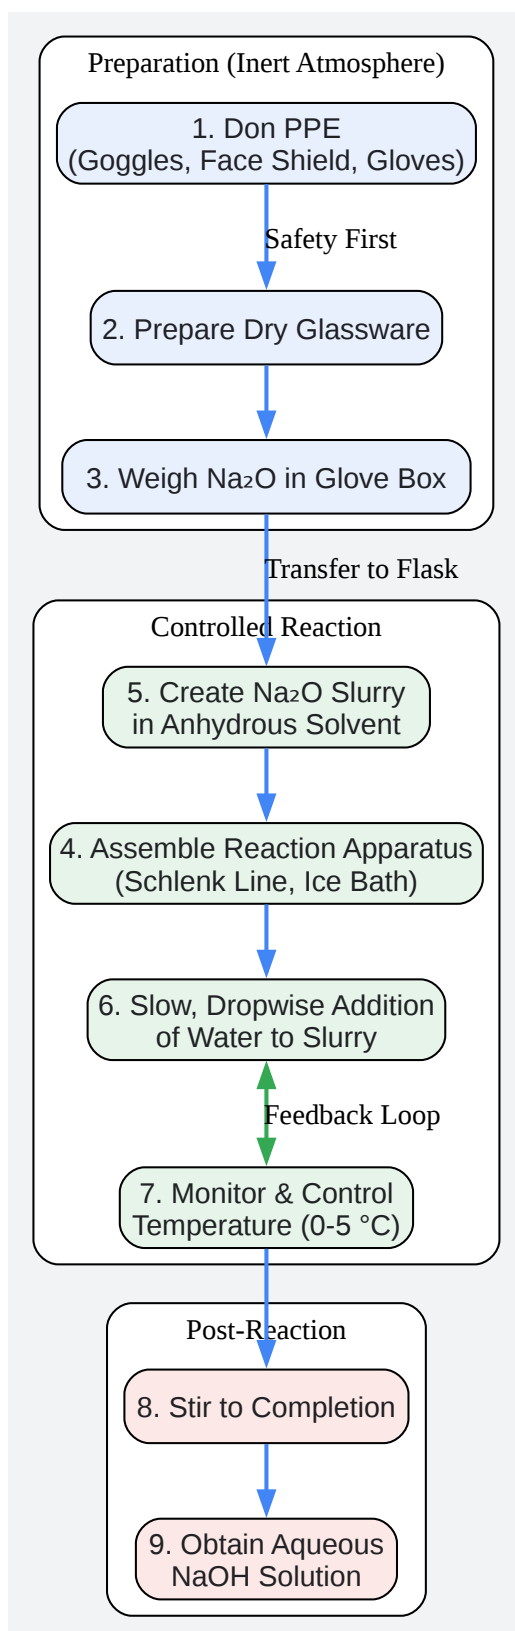 Preparation (Inert Atmosphere)
1. Don PPE
(Goggles, Face Shield, Gloves)
Safety First
2. Prepare Dry Glassware
3. Weigh Na₂O in Glove Box
Transfer to Flask
Controlled Reaction
5. Create Na₂O Slurry
in Anhydrous Solvent
4. Assemble Reaction Apparatus
(Schlenk Line, Ice Bath)
6. Slow, Dropwise Addition
of Water to Slurry
Feedback Loop
7. Monitor & Control
Temperature (0-5 °C)
Post-Reaction
8. Stir to Completion
9. Obtain Aqueous
NaOH Solution